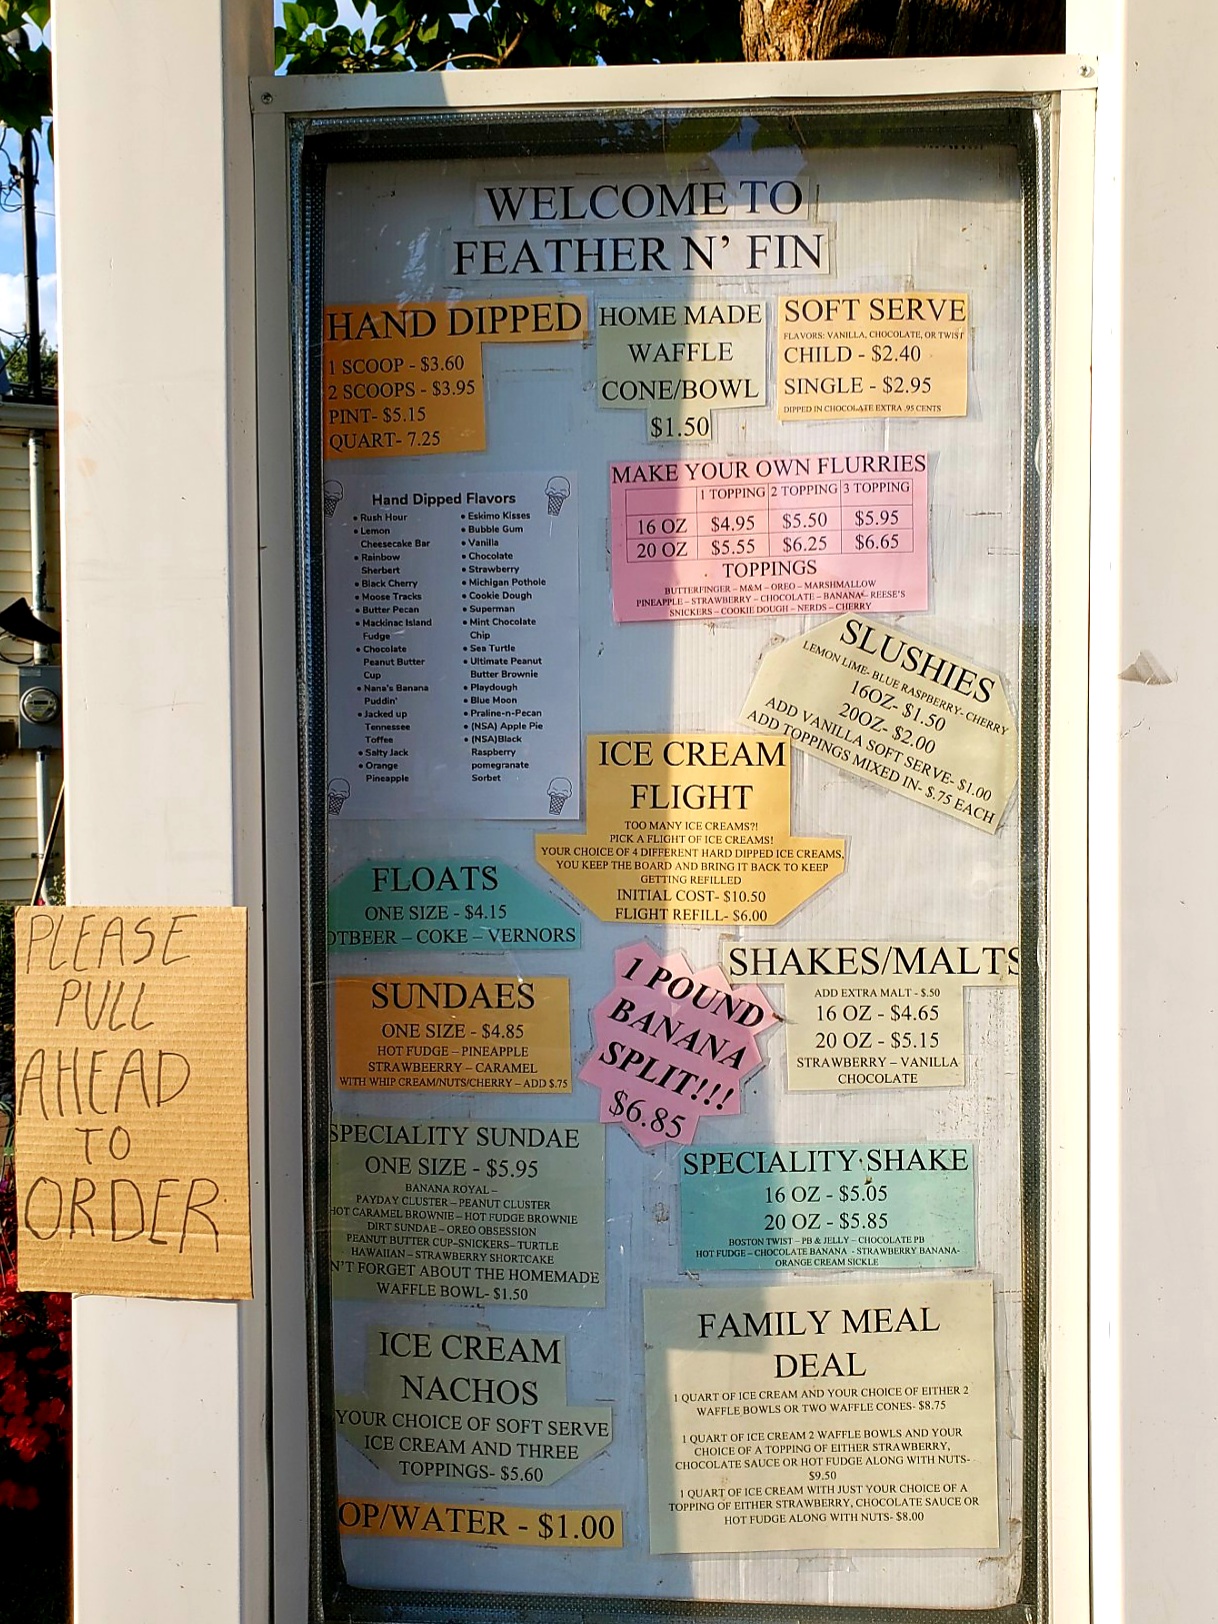 WELCOME TO
FEATHER N' FIN
HAND DIPPED
1 SCOOP - $3.60
2 SCOOPS - $3.95
PINT- $5.15
QUART- 7.25
HOME MADE
WAFFLE
CONE/BOWL
$1.50
SOFT SERVE
FLAVORS: VANILLA, CHOCOLATE, OR TWIST
CHILD - $2.40
SINGLE - $2.95
DIPPED IN CHOCOLATE EXTRA .95 CENTS
Hand Dipped Flavors
• Rush Hour
• Lemon
Cheesecake Bar
• Rainbow
Sherbert
• Black Cherry
• Moose Tracks
• Butter Pecan
• Mackinac Island
Fudge
• Chocolate
Peanut Butter
Cup
• Nana's Banana
Puddin'
• Jacked up
Tennessee
Toffee
• Salty Jack
• Orange
Pineapple
• Eskimo Kisses
• Bubble Gum
• Vanilla
• Chocolate
• Strawberry
• Michigan Pothole
• Cookie Dough
• Superman
• Mint Chocolate
Chip
• Sea Turtle
• Ultimate Peanut
Butter Brownie
• Playdough
• Blue Moon
• Praline-n-Pecan
• (NSA) Apple Pie
• (NSA)Black
Raspberry
pomegranate
Sorbet
MAKE YOUR OWN FLURRIES
1 TOPPING 2 TOPPING 3 TOPPING
16 OZ $4.95 $5.50 $5.95
20 OZ $5.55 $6.25 $6.65
TOPPINGS
BUTTERFINGER – M&M – OREO – MARSHMALLOW
PINEAPPLE – STRAWBERRY – CHOCOLATE – BANANA – REESE'S
SNICKERS – COOKIE DOUGH – NERDS – CHERRY
SLUSHIES
LEMON LIME- BLUE RASPBERRY- CHERRY
16OZ- $1.50
20OZ- $2.00
ADD VANILLA SOFT SERVE- $1.00
ADD TOPPINGS MIXED IN- $.75 EACH
ICE CREAM
FLIGHT
TOO MANY ICE CREAMS?!
PICK A FLIGHT OF ICE CREAMS!
YOUR CHOICE OF 4 DIFFERENT HARD DIPPED ICE CREAMS,
YOU KEEP THE BOARD AND BRING IT BACK TO KEEP
GETTING REFILLED
INITIAL COST- $10.50
FLIGHT REFILL- $6.00
FLOATS
ONE SIZE - $4.15
OTBEER – COKE – VERNORS
SUNDAES
ONE SIZE - $4.85
HOT FUDGE – PINEAPPLE
STRAWBEERRY – CARAMEL
WITH WHIP CREAM/NUTS/CHERRY – ADD $.75
1 POUND
BANANA
SPLIT!!!
$6.85
SHAKES/MALTS
ADD EXTRA MALT - $.50
16 OZ - $4.65
20 OZ - $5.15
STRAWBERRY – VANILLA
CHOCOLATE
PLEASE
PULL
AHEAD
TO
ORDER
SPECIALITY SUNDAE
ONE SIZE - $5.95
BANANA ROYAL –
PAYDAY CLUSTER – PEANUT CLUSTER
HOT CARAMEL BROWNIE – HOT FUDGE BROWNIE
DIRT SUNDAE – OREO OBSESSION
PEANUT BUTTER CUP–SNICKERS– TURTLE
HAWAIIAN – STRAWBERRY SHORTCAKE
N'T FORGET ABOUT THE HOMEMADE
WAFFLE BOWL- $1.50
SPECIALITY SHAKE
16 OZ - $5.05
20 OZ - $5.85
BOSTON TWIST – PB & JELLY – CHOCOLATE PB
HOT FUDGE – CHOCOLATE BANANA - STRAWBERRY BANANA-
ORANGE CREAM SICKLE
ICE CREAM
NACHOS
YOUR CHOICE OF SOFT SERVE
ICE CREAM AND THREE
TOPPINGS- $5.60
OP/WATER - $1.00
FAMILY MEAL
DEAL
1 QUART OF ICE CREAM AND YOUR CHOICE OF EITHER 2
WAFFLE BOWLS OR TWO WAFFLE CONES- $8.75
1 QUART OF ICE CREAM 2 WAFFLE BOWLS AND YOUR
CHOICE OF A TOPPING OF EITHER STRAWBERRY,
CHOCOLATE SAUCE OR HOT FUDGE ALONG WITH NUTS-
$9.50
1 QUART OF ICE CREAM WITH JUST YOUR CHOICE OF A
TOPPING OF EITHER STRAWBERRY, CHOCOLATE SAUCE OR
HOT FUDGE ALONG WITH NUTS- $8.00